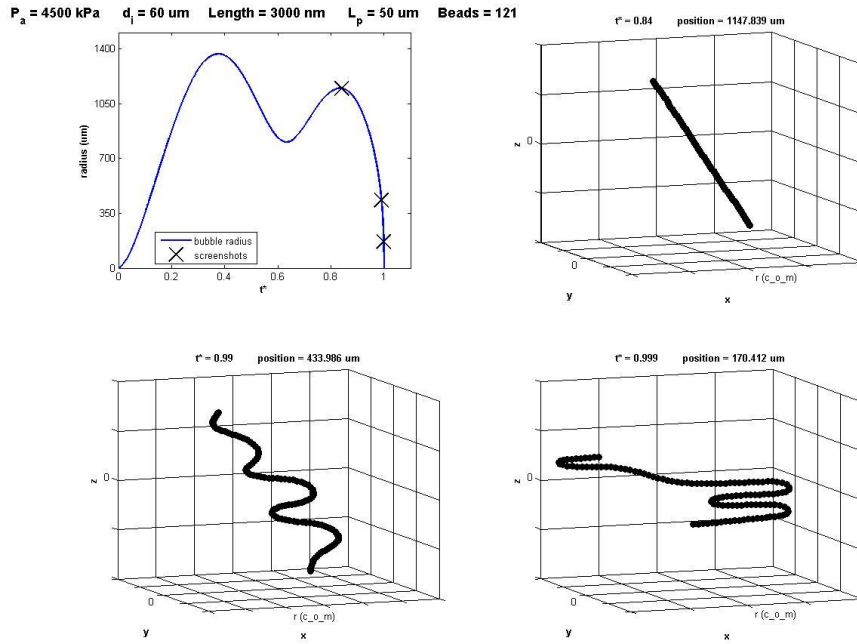 P_a = 4500 kPa d_i = 60 um Length = 3000 nm L_p = 50 um Beads = 121
1400
1050
700
350
0
radius (um)
bubble radius
screenshots
0 0.2 0.4 0.6 0.8 1
t*
t* = 0.84 position = 1147.839 um
z
0
0
y
r (c_o_m)
x
t* = 0.99 position = 433.986 um
z
0
0
y
r (c_o_m)
x
t* = 0.999 position = 170.412 um
z
0
0
y
r (c_o_m)
x